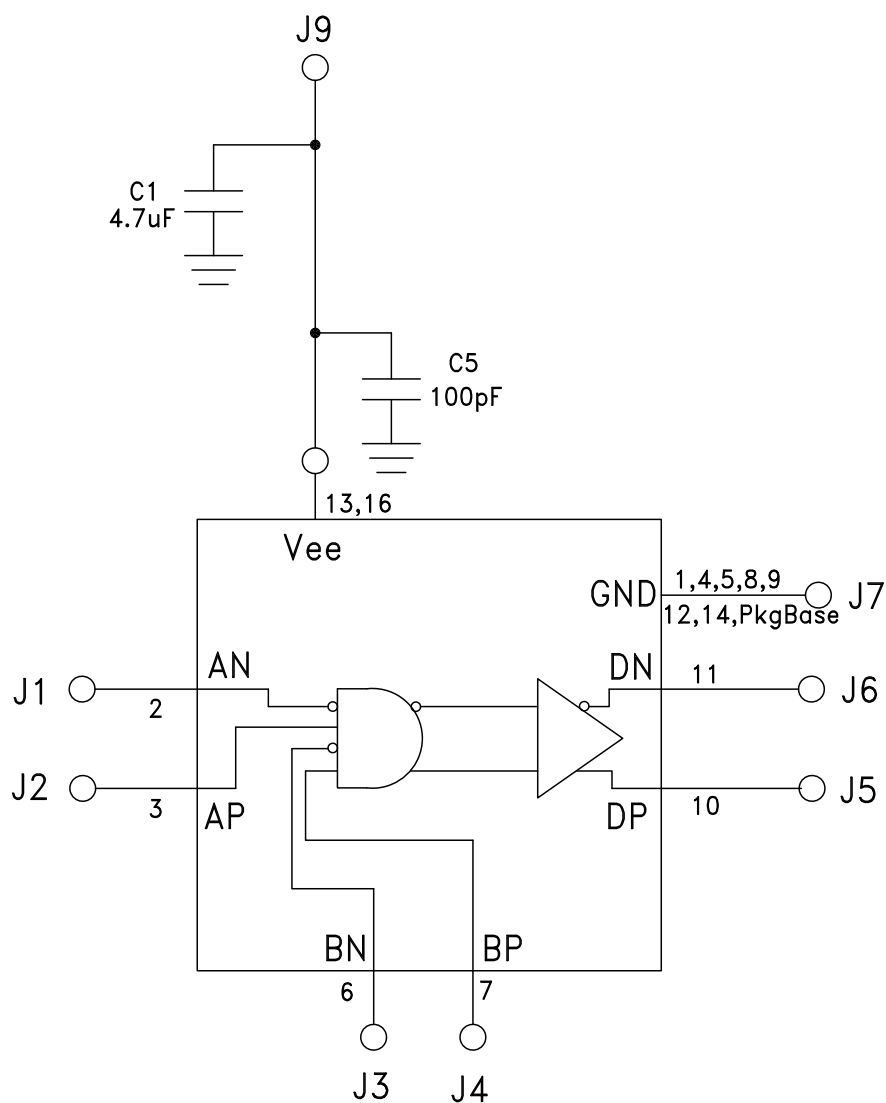 J9
C1
4.7uF
C5
100pF
13,16
Vee
GND
1,4,5,8,9
J7
12,14,PkgBase
AN
DN
11
J1
J6
2
J2
J5
3
AP
DP
10
BN
BP
6
7
J3
J4